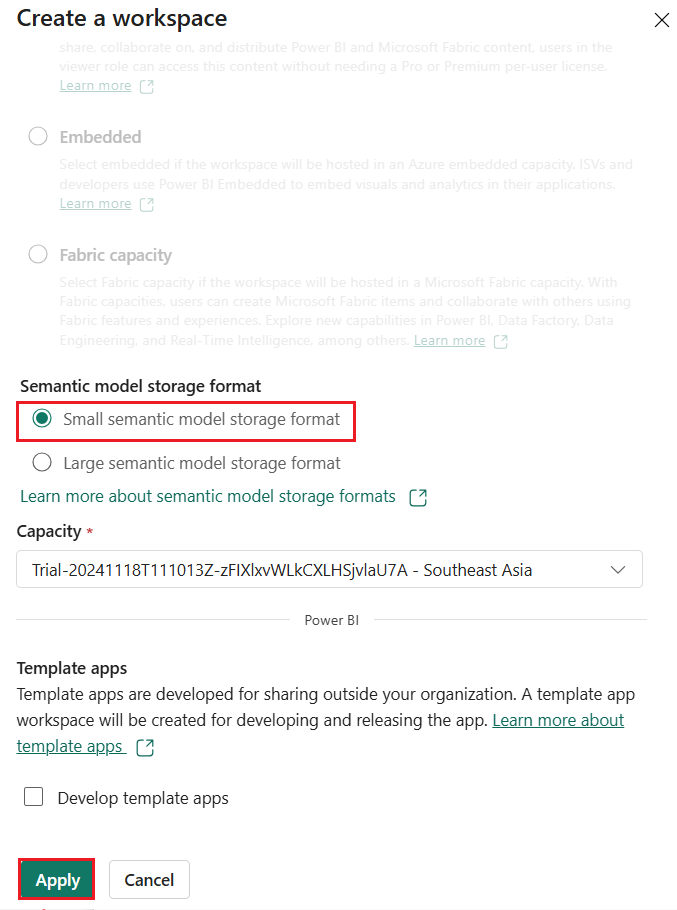 Create a workspace
share, collaborate on, and distribute Power BI and Microsoft Fabric content, users in the
viewer role can access this content without needing a Pro or Premium per-user license.
Learn more
Embedded
Select embedded if the workspace will be hosted in an Azure embedded capacity. ISVs and
developers use Power BI Embedded to embed visuals and analytics in their applications.
Learn more
Fabric capacity
Select Fabric capacity if the workspace will be hosted in a Microsoft Fabric capacity. With
Fabric capacities, users can create Microsoft Fabric items and collaborate with others using
Fabric features and experiences. Explore new capabilities in Power BI, Data Factory, Data
Engineering, and Real-Time Intelligence, among others. Learn more
Semantic model storage format
Small semantic model storage format
Large semantic model storage format
Learn more about semantic model storage formats
Capacity *
Trial-20241118T111013Z-zFIXlxvWLkCXLHSjvlaU7A - Southeast Asia
Power BI
Template apps
Template apps are developed for sharing outside your organization. A template app
workspace will be created for developing and releasing the app. Learn more about
template apps
Develop template apps
Apply Cancel